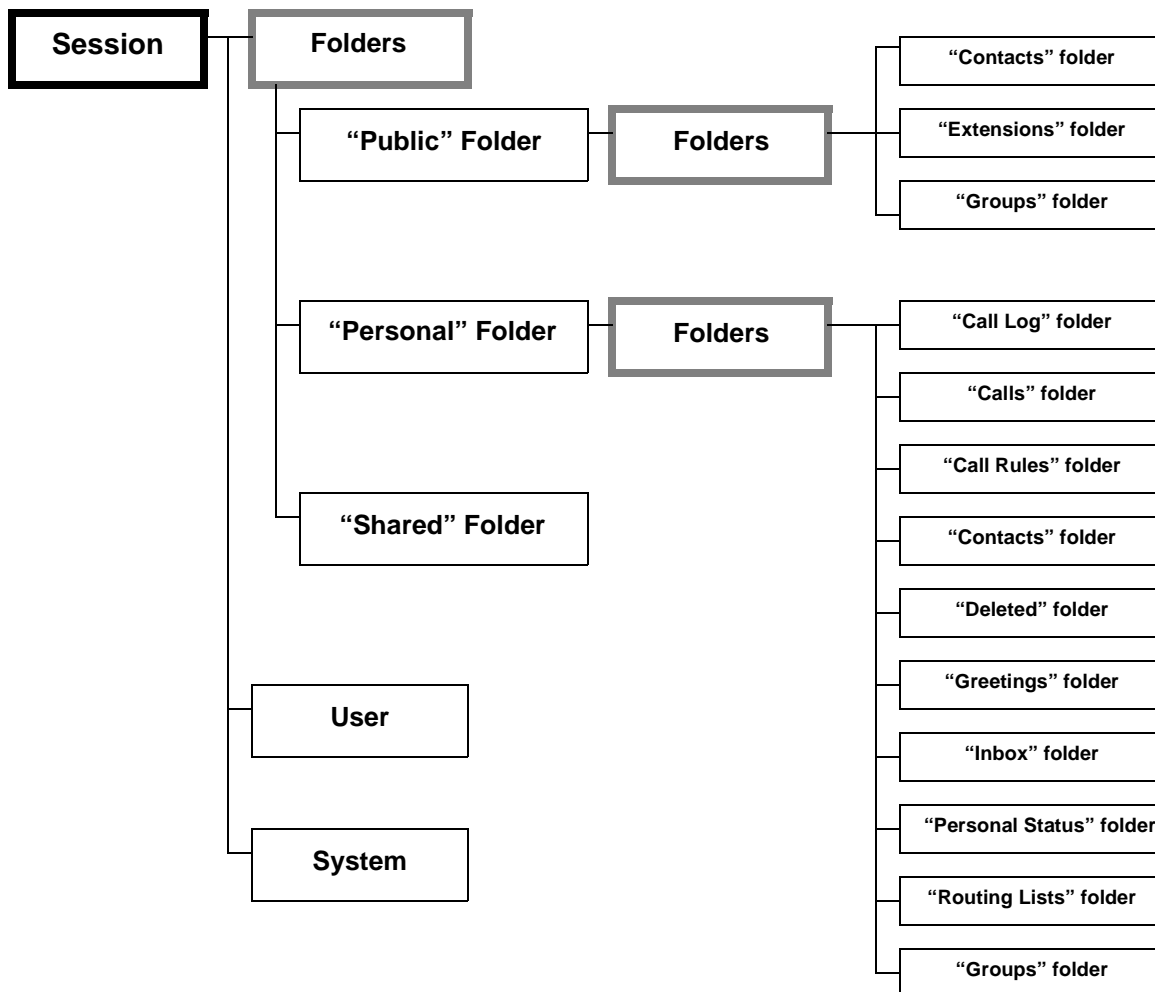 Session
Folders
“Public” Folder
Folders
“Contacts” folder
“Extensions” folder
“Groups” folder
“Personal” Folder
Folders
“Call Log” folder
“Calls” folder
“Call Rules” folder
“Contacts” folder
“Deleted” folder
“Greetings” folder
“Inbox” folder
“Personal Status” folder
“Routing Lists” folder
“Groups” folder
“Shared” Folder
User
System